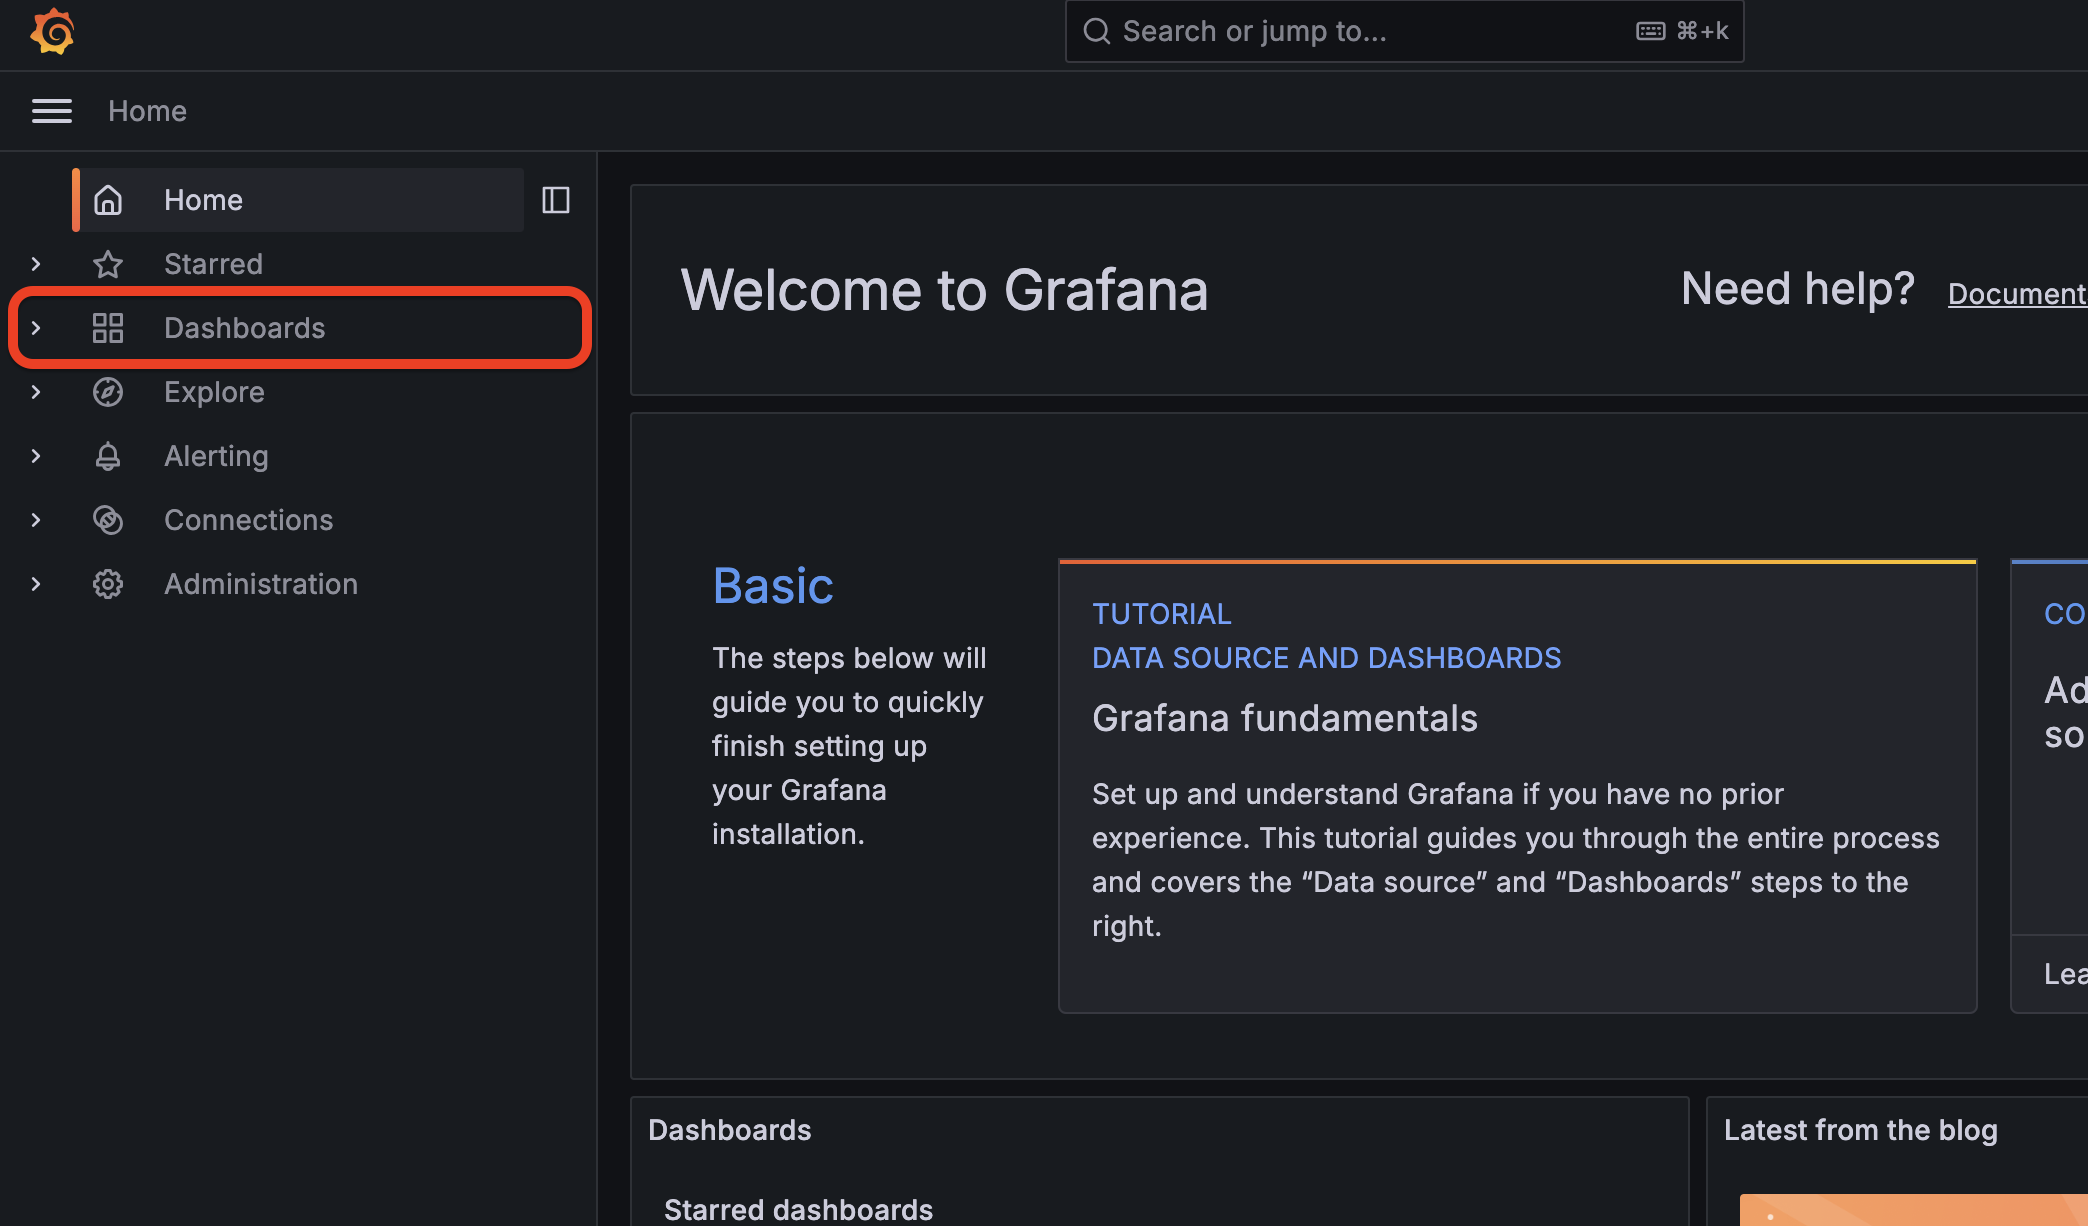 Search or jump to...
⌘+k
Home
Home
Starred
Dashboards
Explore
Alerting
Connections
Administration
Welcome to Grafana
Need help?
Document
Basic
The steps below will
guide you to quickly
finish setting up
your Grafana
installation.
TUTORIAL
DATA SOURCE AND DASHBOARDS
Grafana fundamentals
Set up and understand Grafana if you have no prior
experience. This tutorial guides you through the entire process
and covers the “Data source” and “Dashboards” steps to the
right.
CO
Ad
so
Lea
Dashboards
Starred dashboards
Latest from the blog